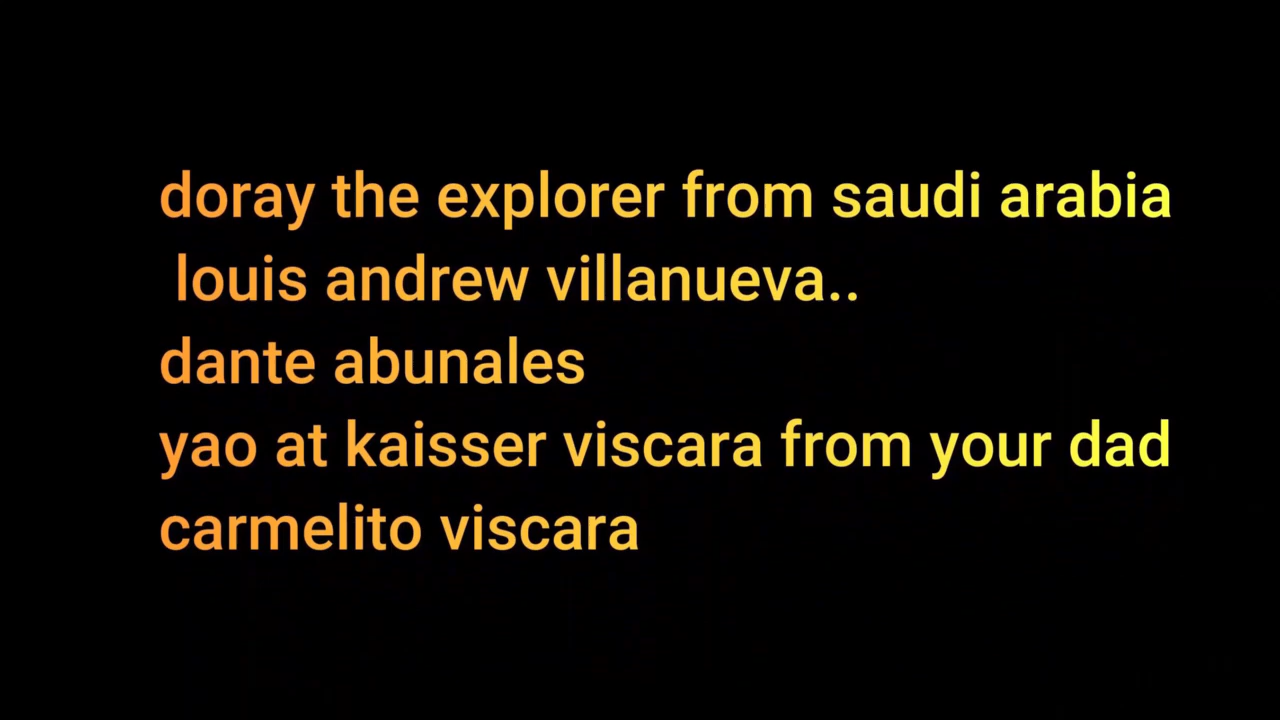 doray the explorer from saudi arabia
louis andrew villanueva..
dante abunales
yao at kaisser viscara from your dad
carmelito viscara